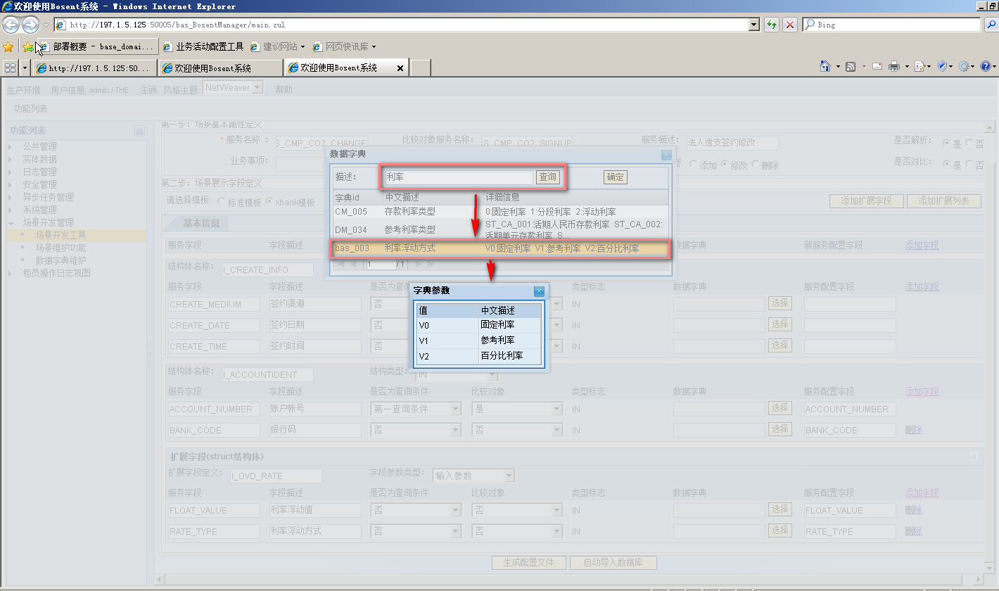 欢迎使用Bosent系统 - Windows Internet Explorer
http://197.1.5.125:50005/bas_BosentManager/main.zul
Bing
部署概要 - base_domai... 业务活动配置工具 建议网站 网页快讯库
http://197.1.5.125:50... 欢迎使用Bosent系统 欢迎使用Bosent系统
生产环境 用户信息: admin / THE 注销 风格主题 NetWeaver 帮助
功能列表
功能列表
公共管理
实体数据
日志管理
安全管理
异步任务管理
系统管理
场景开发管理
场景开发工具
场景维护功能
数据字典维护
柜员操作日志视图
第一步：场景基本属性定义
* 服务名称： S_CMP_CO2_CHANGE 比较对象服务名称： S_CMP_CO2_SIGNUP 服务描述： 法人透支签约修改 是否解析： 是 否
业务事项： 型: 添加 修改 删除 是否对比： 是 否
第二步：场景展示字段定义
请选择模板： 标准模板 xbank模板 添加扩展字段 添加扩展列表
基本信息
服务字段 字段描述 数据字典 新服务配置字段 添加字段
结构体名称： I_CREATE_INFO
服务字段 字段描述 是否为查询 类型标志 数据字典 服务配置字段 添加字段
CREATE_MEDIUM 签约渠道 否 IN 选择
CREATE_DATE 签约日期 否 IN 选择
CREATE_TIME 签约时间 否 IN 选择
结构体名称： I_ACCOUNTIDENT 结构类型： IN
服务字段 字段描述 是否为查询条件 比较对象 类型标志 数据字典 服务配置字段 添加字段
ACCOUNT_NUMBER 账户帐号 第一查询条件 是 IN 选择 ACCOUNT_NUMBER
BANK_CODE 银行码 否 否 IN 选择 BANK_CODE 删除
扩展字段(struct结构体)
扩展字段定义： I_OVD_RATE 字段参数类型： 输入参数
服务字段 字段描述 是否为查询条件 比较对象 类型标志 数据字典 服务配置字段 添加字段
FLOAT_VALUE 利率浮动值 否 否 IN 选择 FLOAT_VALUE 删除
RATE_TYPE 利率浮动方式 否 否 IN 选择 RATE_TYPE 删除
生成配置文件 自动导入数据库
数据字典
描述： 利率 查询 确定
字典id 中文描述 详细信息
CM_005 存款利率类型 0:固定利率 1:分段利率 2:浮动利率
DM_034 参考利率类型 ST_CA_001:活期人民币存款利率 ST_CA_002:
活期美元存款利率 S...
bas_003 利率浮动方式 V0:固定利率 V1:参考利率 V2:百分比利率
1 / 1
字典参数
值 中文描述
V0 固定利率
V1 参考利率
V2 百分比利率